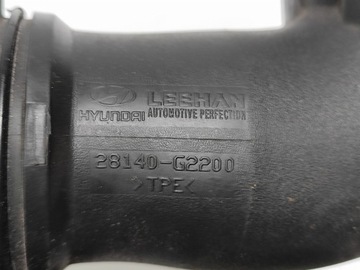 LEEHAN
HYUNDAI AUTOMOTIVE PERFECTION
28140-G2200
>TPE<